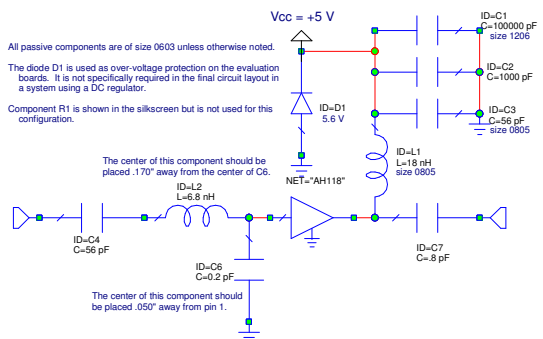 Vcc = +5 V
ID=C1
C=100000 pF
size 1206
All passive components are of size 0603 unless otherwise noted.
The diode D1 is used as over-voltage protection on the evaluation
boards. It is not specifically required in the final circuit layout in
a system using a DC regulator.
Component R1 is shown in the silkscreen but is not used for this
configuration.
ID=C2
C=1000 pF
ID=D1
5.6 V
ID=C3
C=56 pF
size 0805
ID=L1
L=18 nH
size 0805
The center of this component should be
placed .170" away from the center of C6.
NET="AH118"
ID=L2
L=6.8 nH
ID=C4
C=56 pF
ID=C7
C=.8 pF
ID=C6
C=0.2 pF
The center of this component should
be placed .050" away from pin 1.